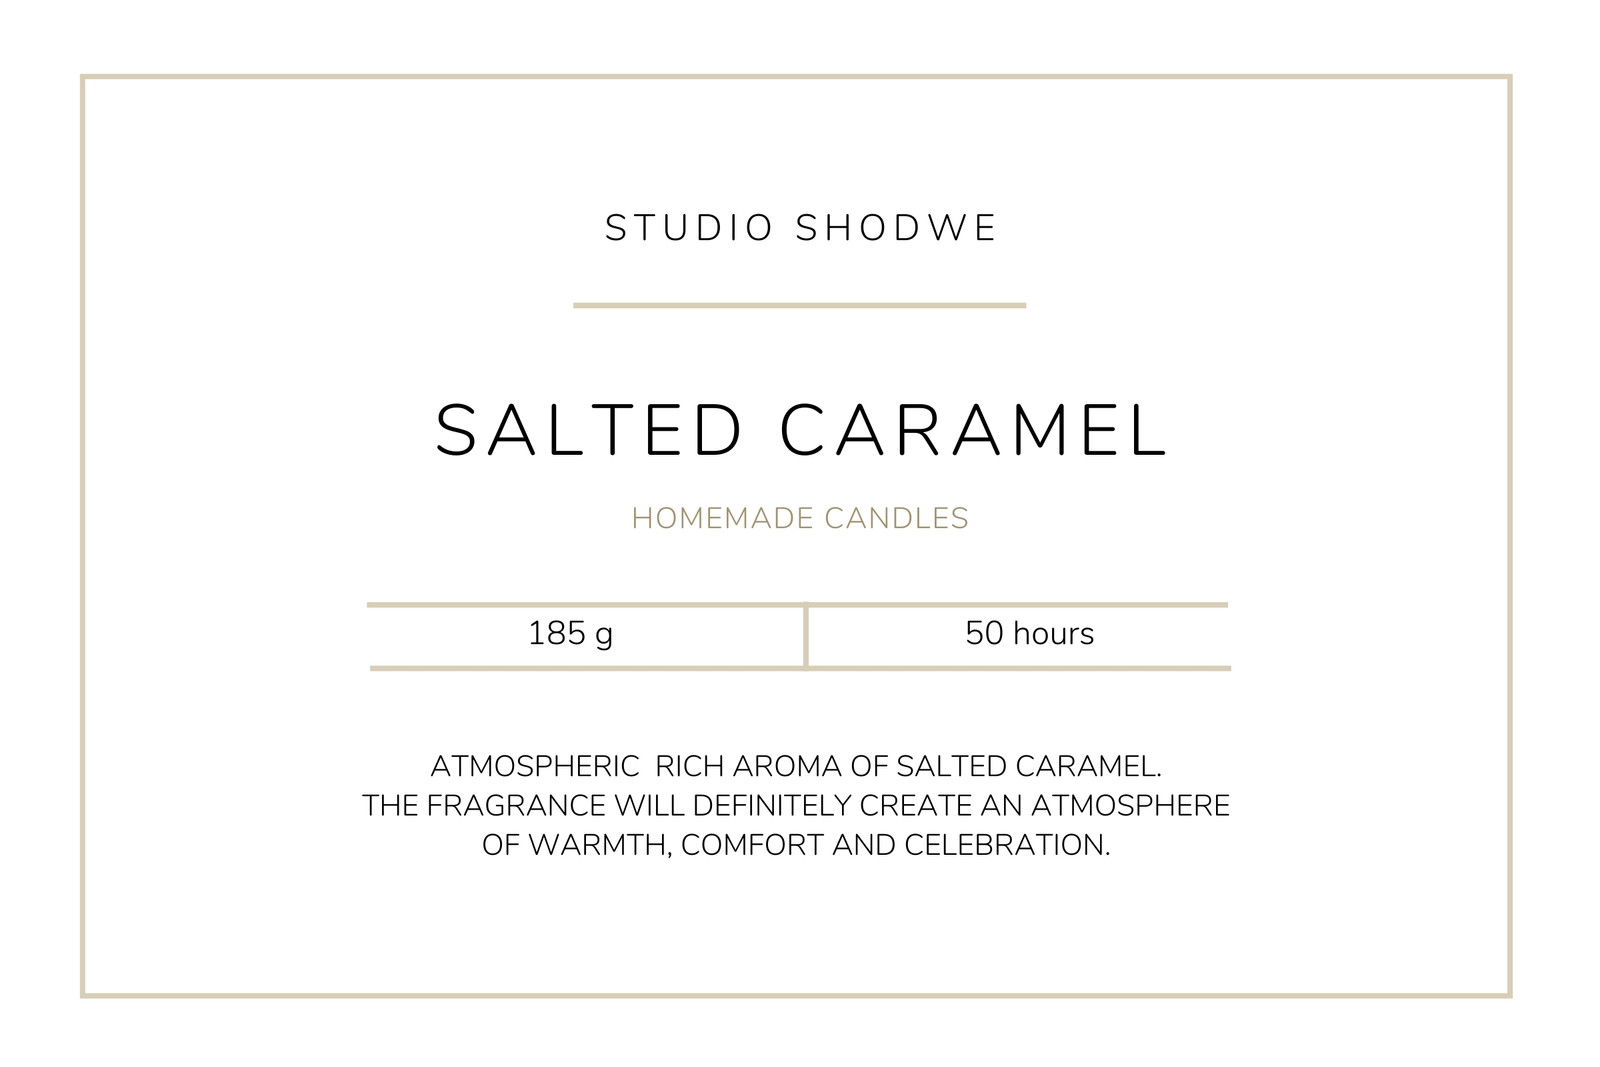 STUDIO SHODWE
SALTED CARAMEL
HOMEMADE CANDLES
185 g
50 hours
ATMOSPHERIC  RICH AROMA OF SALTED CARAMEL.
THE FRAGRANCE WILL DEFINITELY CREATE AN ATMOSPHERE
OF WARMTH, COMFORT AND CELEBRATION.